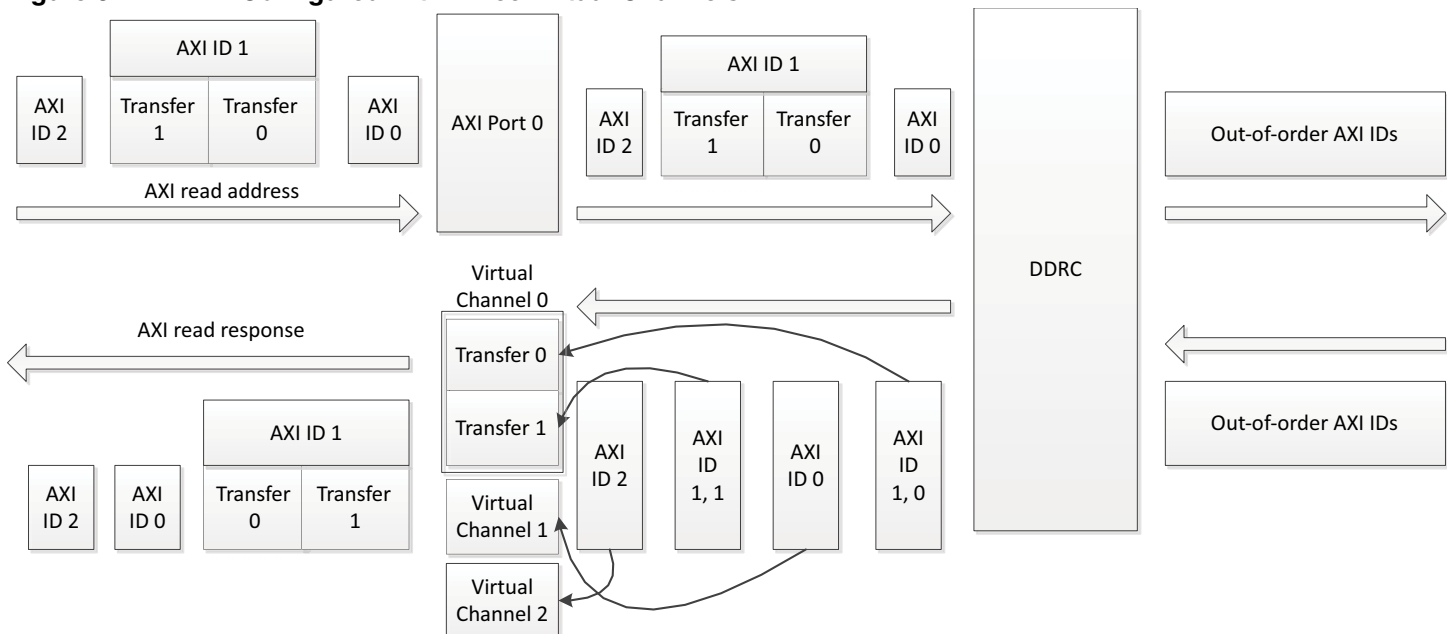 AXI ID 1
AXI
ID 2
Transfer
1
Transfer
0
AXI
ID 0
AXI read address
AXI Port 0
AXI ID 1
AXI
ID 2
Transfer
1
Transfer
0
AXI
ID 0
DDRC
Out-of-order AXI IDs
Virtual
Channel 0
Transfer 0
Transfer 1
Virtual
Channel 1
Virtual
Channel 2
AXI
ID 2
AXI
ID
1, 1
AXI
ID 0
AXI
ID
1, 0
Out-of-order AXI IDs
AXI read response
AXI ID 1
AXI
ID 2
AXI
ID 0
Transfer
0
Transfer
1